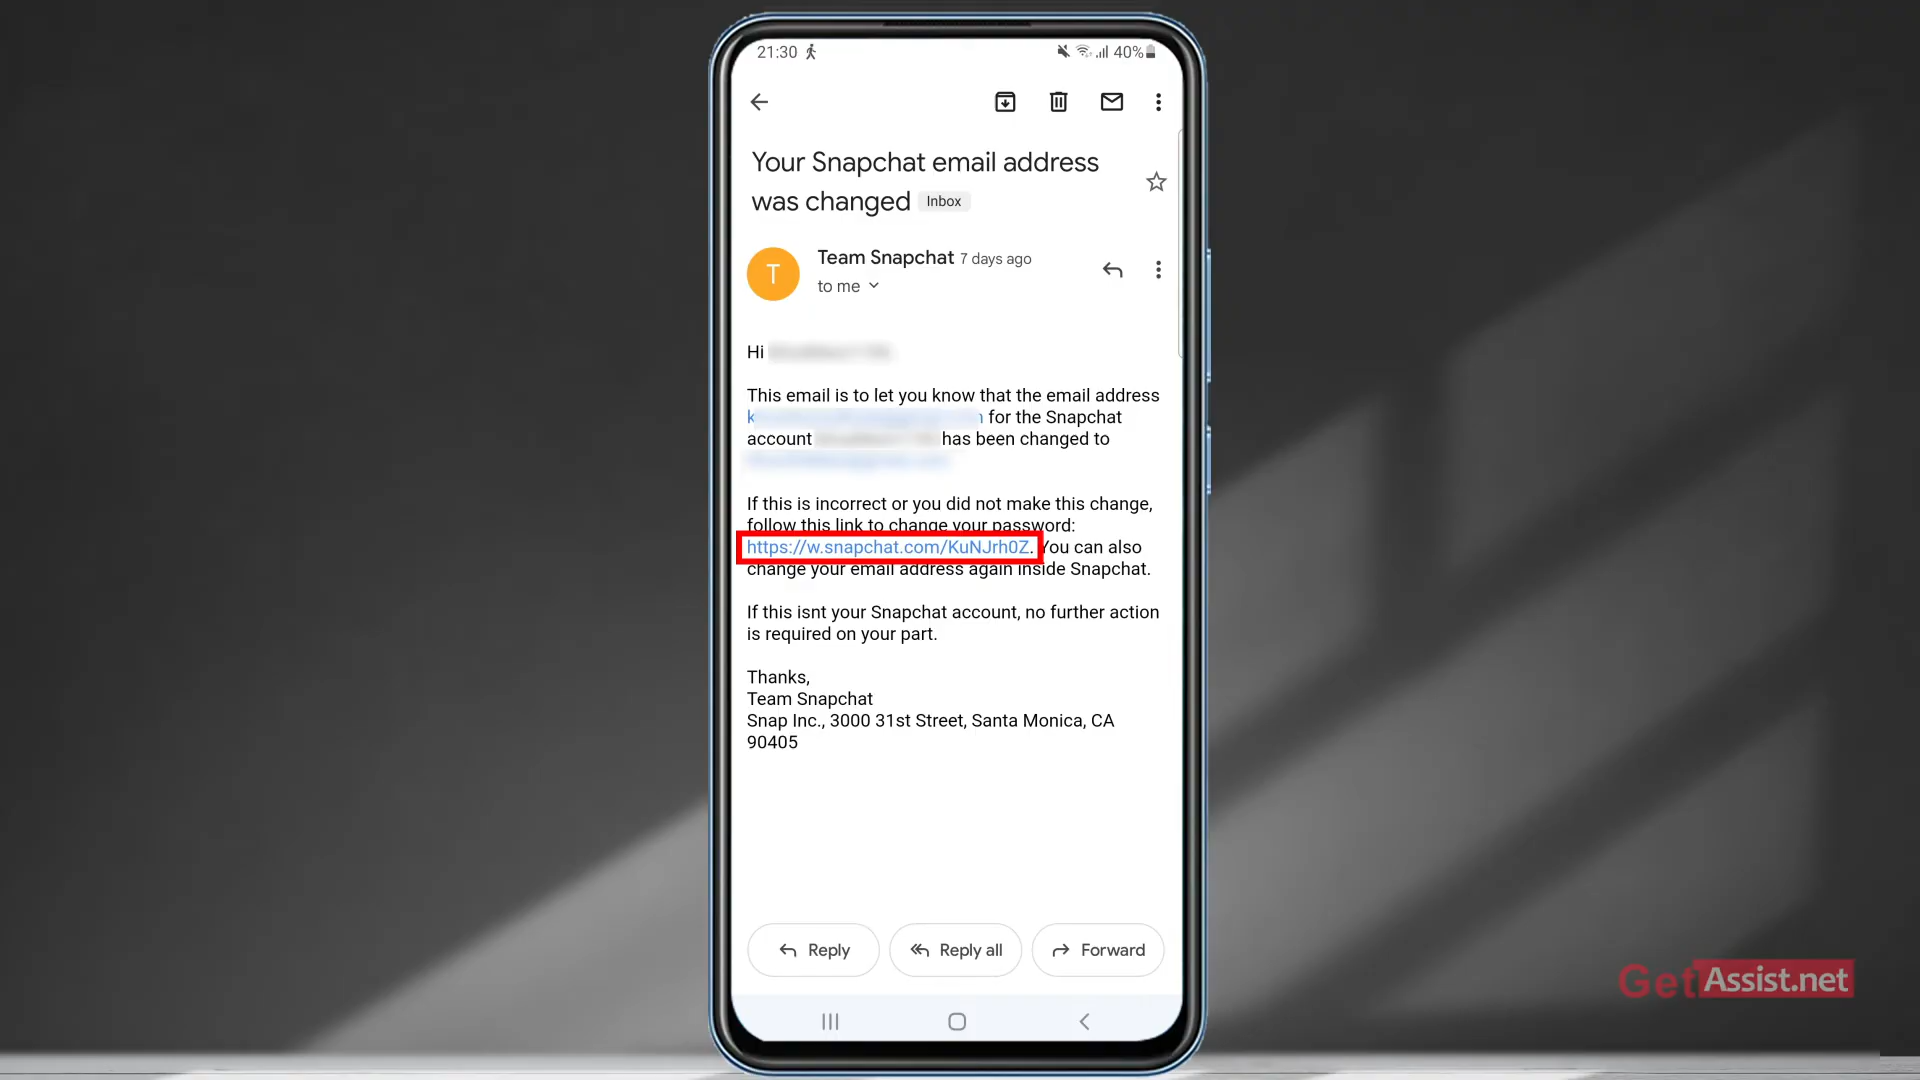 21:30
40%
Your Snapchat email address
was changed Inbox
T
Team Snapchat 7 days ago
to me
Hi
This email is to let you know that the email address
for the Snapchat
account has been changed to
If this is incorrect or you did not make this change,
follow this link to change your password:
https://w.snapchat.com/KuNJrh0Z. You can also
change your email address again inside Snapchat.
If this isnt your Snapchat account, no further action
is required on your part.
Thanks,
Team Snapchat
Snap Inc., 3000 31st Street, Santa Monica, CA
90405
Reply Reply all Forward
GetAssist.net